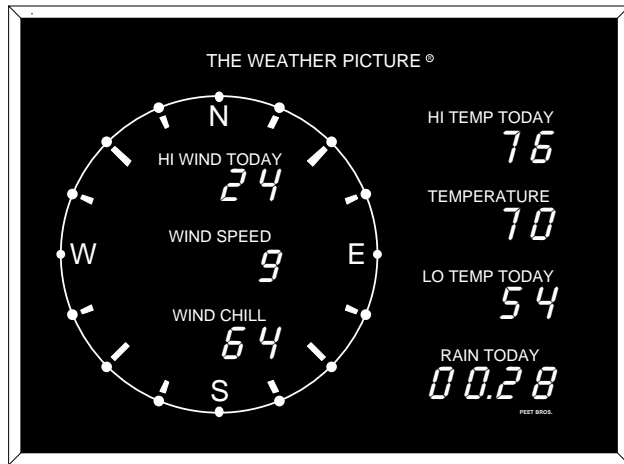 THE WEATHER PICTURE ®
N
HI WIND TODAY
24
W
WIND SPEED
9
E
WIND CHILL
64
S
HI TEMP TODAY
76
TEMPERATURE
70
LO TEMP TODAY
54
RAIN TODAY
00.28
PEET BROS.